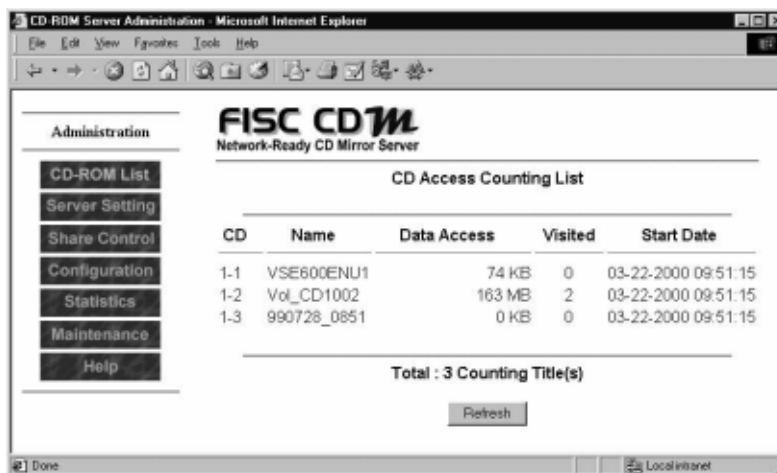 CD-ROM Server Administration - Microsoft Internet Explorer
File Edit View Favorites Tools Help
Administration
CD-ROM List
Server Setting
Share Control
Configuration
Statistics
Maintenance
Help
FISC CDM
Network-Ready CD Mirror Server
CD Access Counting List
CD Name Data Access Visited Start Date
1-1 VSE600ENU1 74 KB 0 03-22-2000 09:51:15
1-2 Vol_CD1002 163 MB 2 03-22-2000 09:51:15
1-3 990728_0851 0 KB 0 03-22-2000 09:51:15
Total : 3 Counting Title(s)
Refresh
Done Local intranet